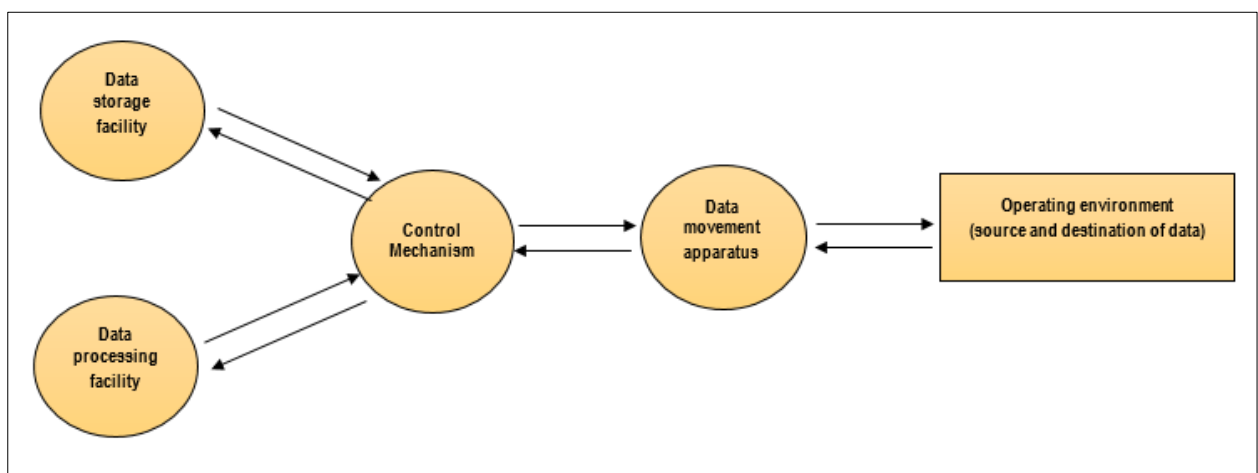 Data
storage
facility
Control
Mechanism
Data
movement
apparatus
Operating environment
(source and destination of data)
Data
processing
facility